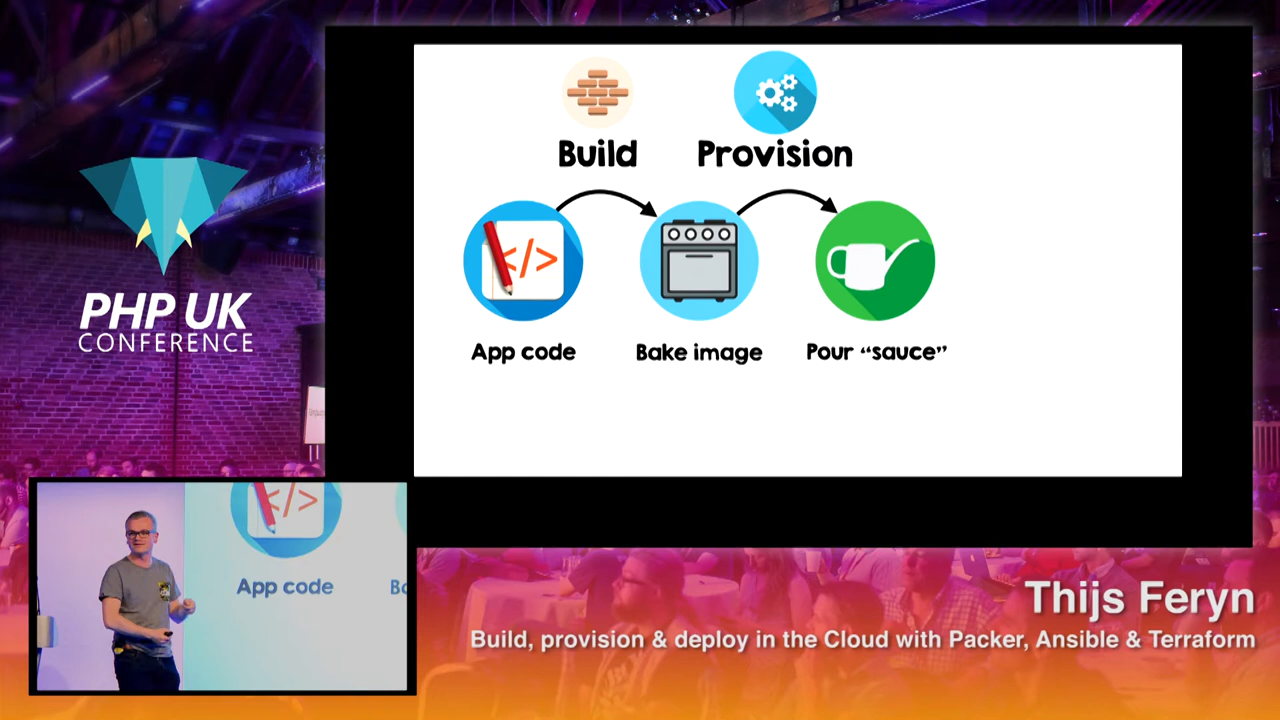 PHP UK
CONFERENCE
Build
Provision
</>
App code
Bake image
Pour “sauce”
</>
App code
Thijs Feryn
Build, provision & deploy in the Cloud with Packer, Ansible & Terraform